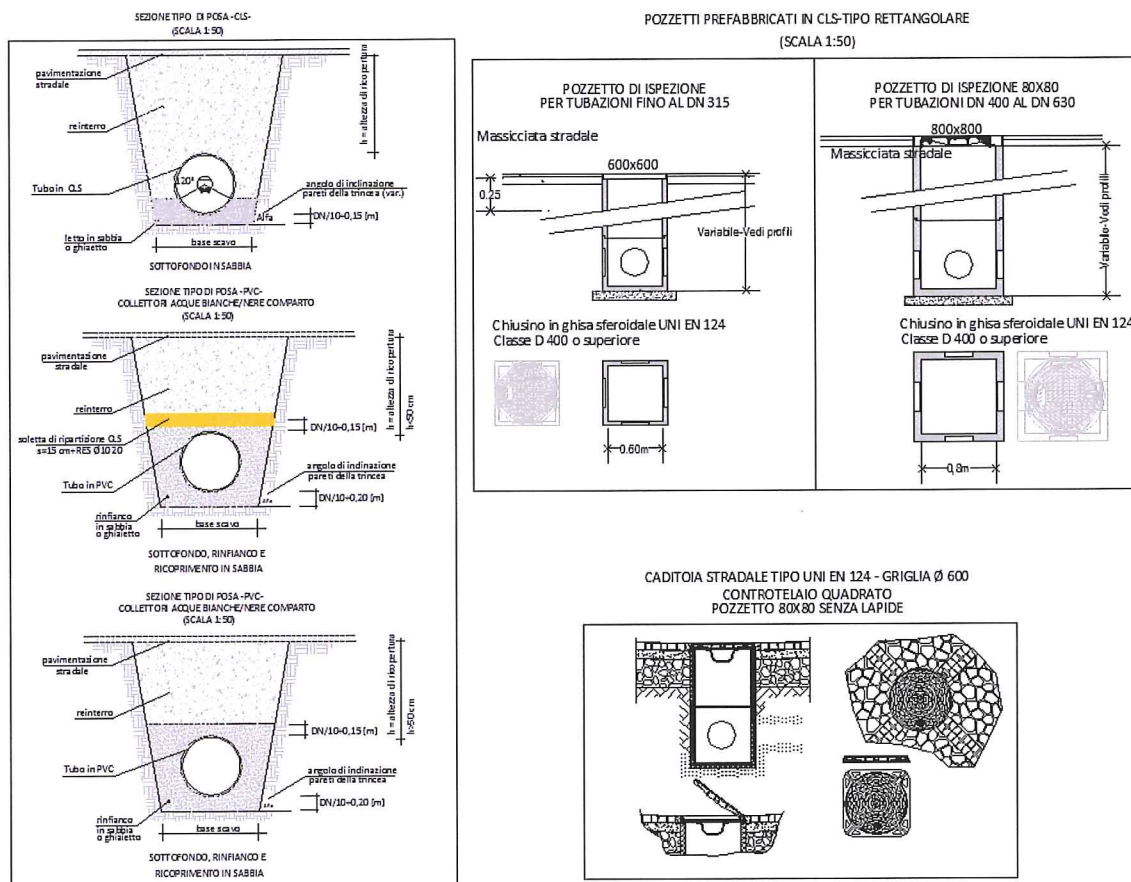 SEZIONE TIPO DI POSA -CLS-
(SCALA 1:50)
pavimentazione
stradale
reinterro
Tubo in CLS
120°
h = altezza di ricopertura
angolo di inclinazione
pareti della trincea (var.)
Alfa
DN/10+0,15 [m]
letto in sabbia
o ghiaietto
base scavo
SOTTOFONDO IN SABBIA
SEZIONE TIPO DI POSA -PVC-
COLLETTORI ACQUE BIANCHE/NERE COMPARTO
(SCALA 1:50)
pavimentazione
stradale
reinterro
soletta di ripartizione CLS
s=15 cm+RES Ø10 20
Tubo in PVC
rinfianco
in sabbia
o ghiaietto
h = altezza di ricopertura
h<50 cm
DN/10+0,15 [m]
angolo di inclinazione
pareti della trincea
DN/10+0,20 [m]
base scavo
SOTTOFONDO, RINFIANCO E
RICOPRIMENTO IN SABBIA
SEZIONE TIPO DI POSA -PVC-
COLLETTORI ACQUE BIANCHE/NERE COMPARTO
(SCALA 1:50)
pavimentazione
stradale
reinterro
Tubo in PVC
rinfianco
in sabbia
o ghiaietto
h = altezza di ricopertura
h>50 cm
DN/10+0,15 [m]
angolo di inclinazione
pareti della trincea
DN/10+0,20 [m]
base scavo
SOTTOFONDO, RINFIANCO E
RICOPRIMENTO IN SABBIA
POZZETTI PREFABBRICATI IN CLS-TIPO RETTANGOLARE
(SCALA 1:50)
POZZETTO DI ISPEZIONE
PER TUBAZIONI FINO AL DN 315
Massicciata stradale
600x600
0.25
Variabile-Vedi profili
Chiusino in ghisa sferoidale UNI EN 124
Classe D 400 o superiore
0.60m
POZZETTO DI ISPEZIONE 80X80
PER TUBAZIONI DN 400 AL DN 630
800x800
Massicciata stradale
Variabile-Vedi profili
Chiusino in ghisa sferoidale UNI EN 124
Classe D 400 o superiore
0,8m
CADITOIA STRADALE TIPO UNI EN 124 - GRIGLIA Ø 600
CONTROTELAIO QUADRATO
POZZETTO 80X80 SENZA LAPIDE